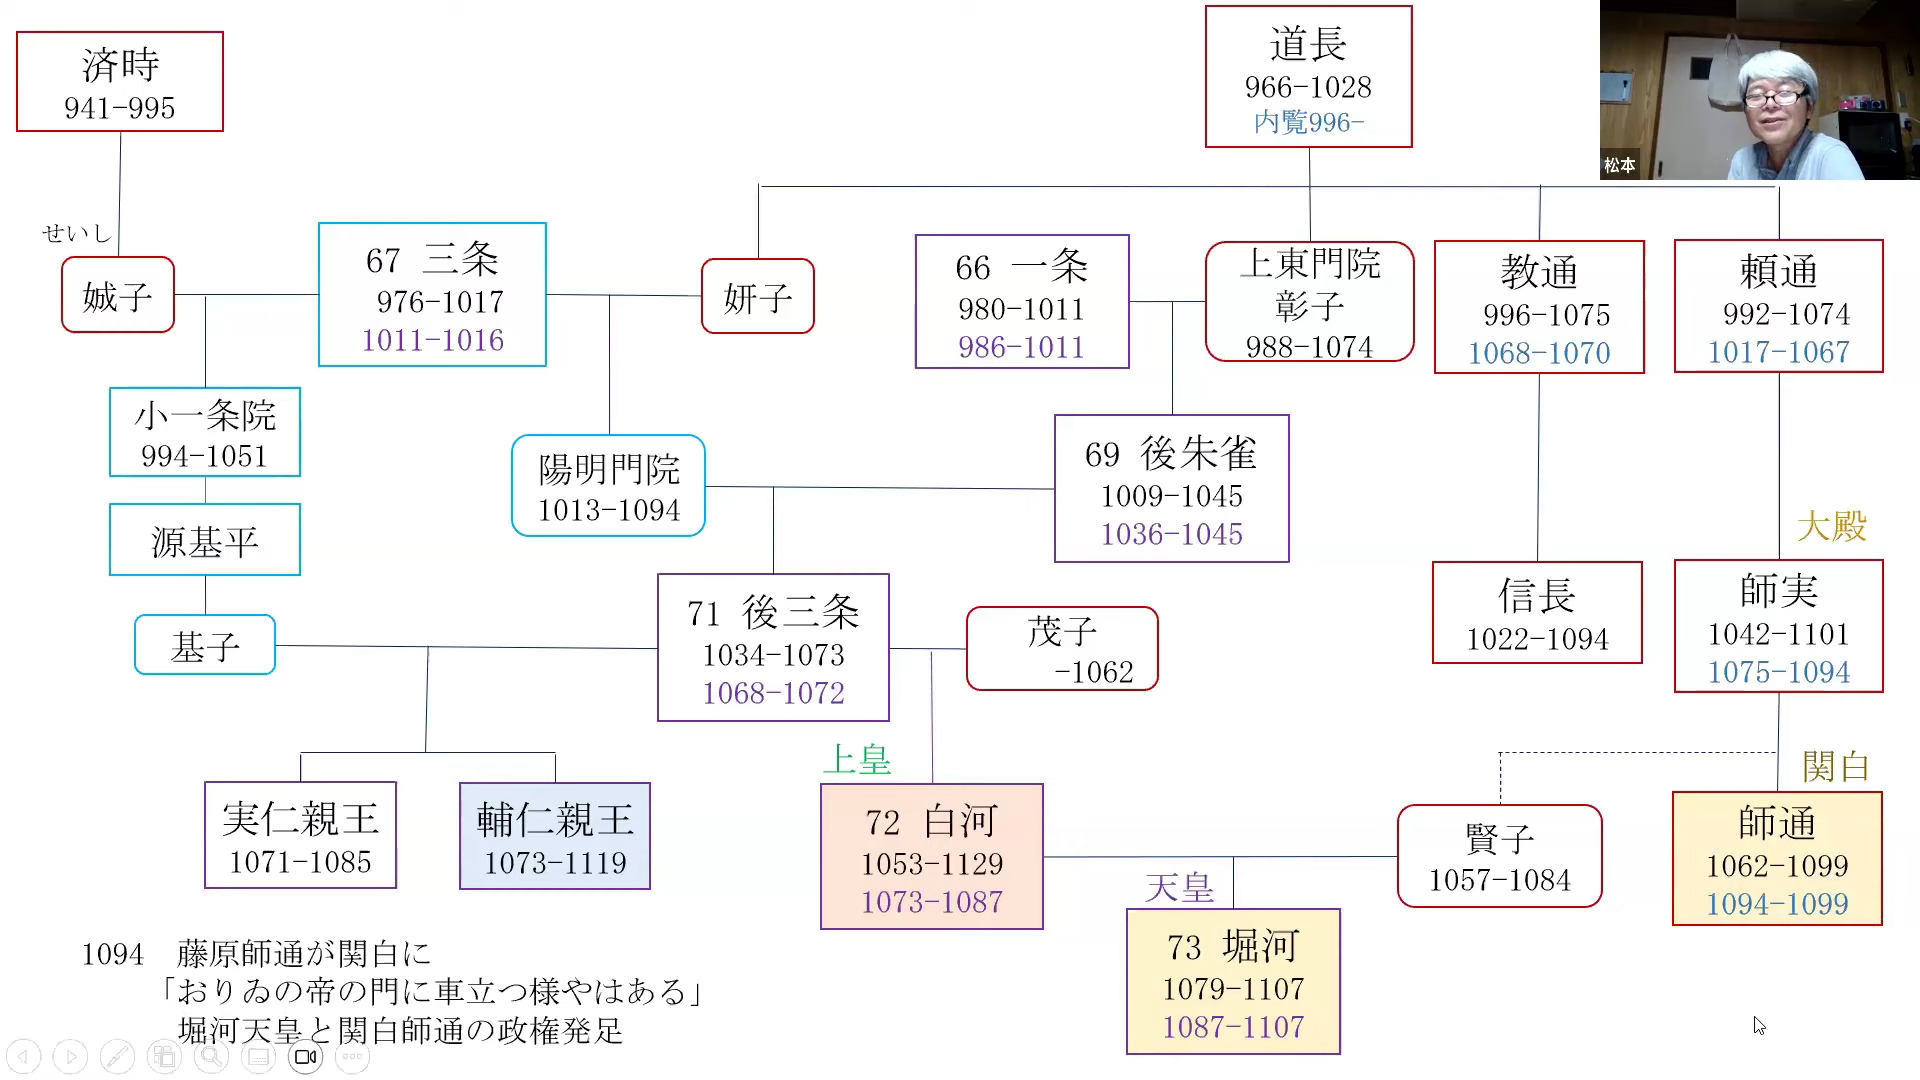 済時
941-995
道長
966-1028
内覧996-
松本
せいし
娍子
67 三条
976-1017
1011-1016
妍子
66 一条
980-1011
986-1011
上東門院
彰子
988-1074
教通
996-1075
1068-1070
頼通
992-1074
1017-1067
小一条院
994-1051
陽明門院
1013-1094
69 後朱雀
1009-1045
1036-1045
源基平
大殿
基子
71 後三条
1034-1073
1068-1072
茂子
-1062
信長
1022-1094
師実
1042-1101
1075-1094
上皇
関白
実仁親王
1071-1085
輔仁親王
1073-1119
72 白河
1053-1129
1073-1087
賢子
1057-1084
師通
1062-1099
1094-1099
天皇
73 堀河
1079-1107
1087-1107
1094 藤原師通が関白に
「おりゐの帝の門に車立つ様やはある」
堀河天皇と関白師通の政権発足